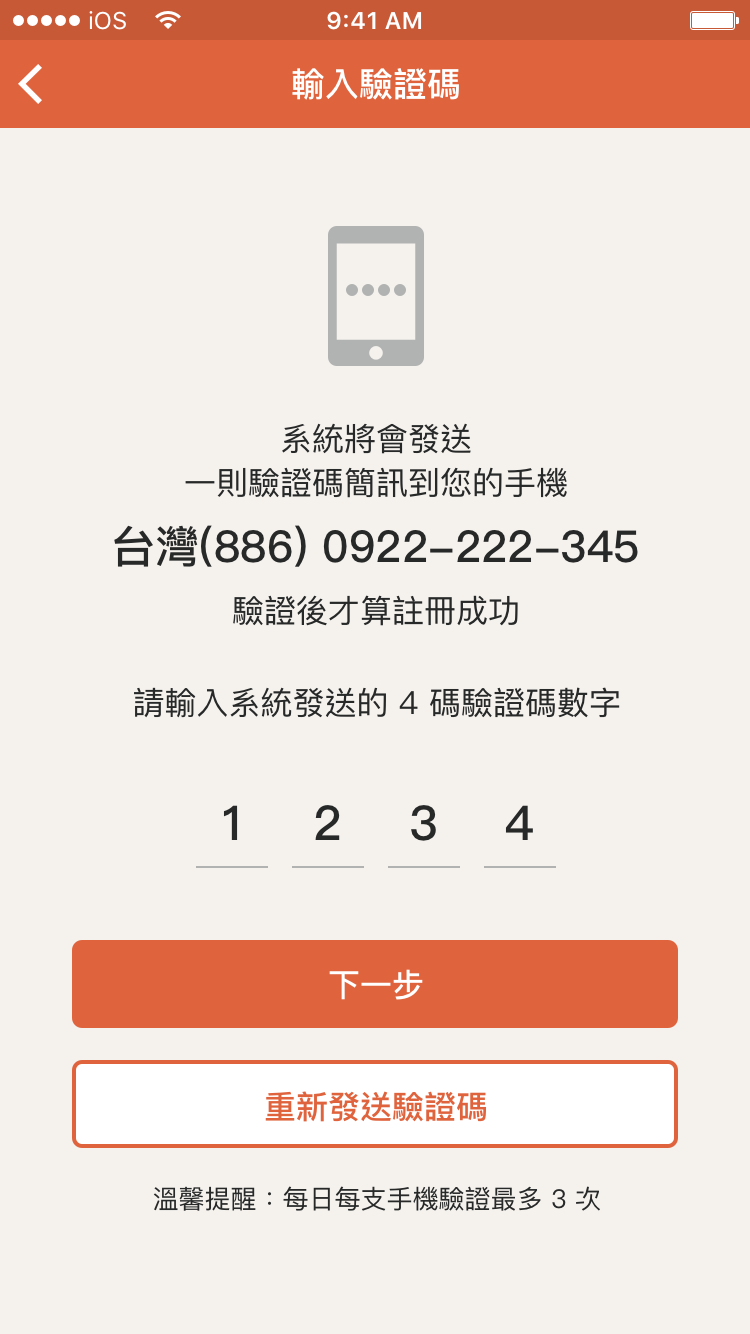 iOS 9:41 AM
輸入驗證碼
系統將會發送
一則驗證碼簡訊到您的手機
台灣(886) 0922-222-345
驗證後才算註冊成功
請輸入系統發送的 4 碼驗證碼數字
1 2 3 4
下一步
重新發送驗證碼
溫馨提醒：每日每支手機驗證最多 3 次